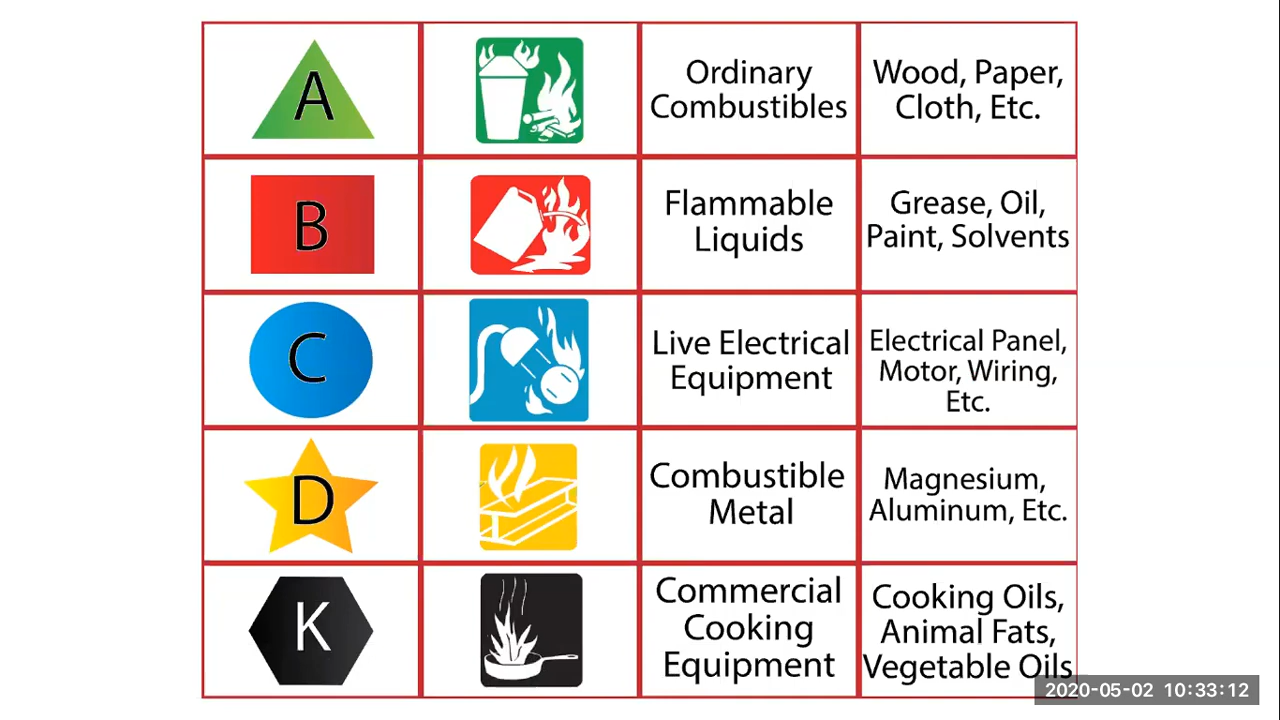 A
Ordinary
Combustibles
Wood, Paper,
Cloth, Etc.
B
Flammable
Liquids
Grease, Oil,
Paint, Solvents
C
Live Electrical
Equipment
Electrical Panel,
Motor, Wiring,
Etc.
D
Combustible
Metal
Magnesium,
Aluminum, Etc.
K
Commercial
Cooking
Equipment
Cooking Oils,
Animal Fats,
Vegetable Oils
2020-05-02 10:33:12